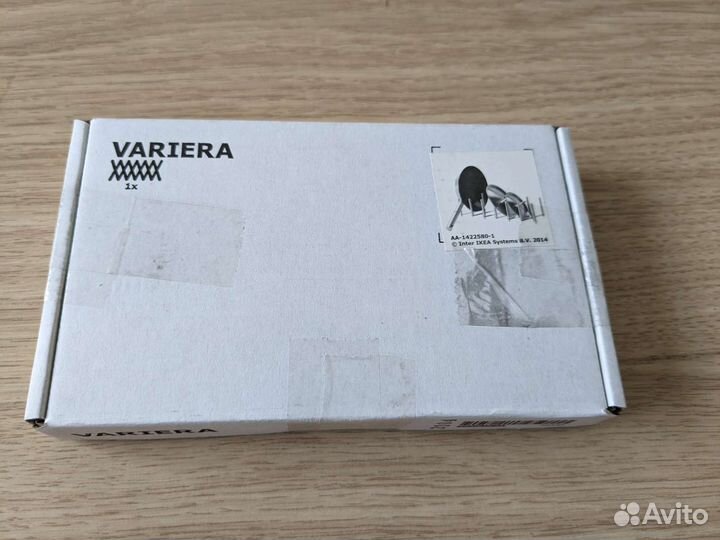 VARIERA
1x
AA-1422580-1
© Inter IKEA Systems B.V. 2014
VARIERA
Avito